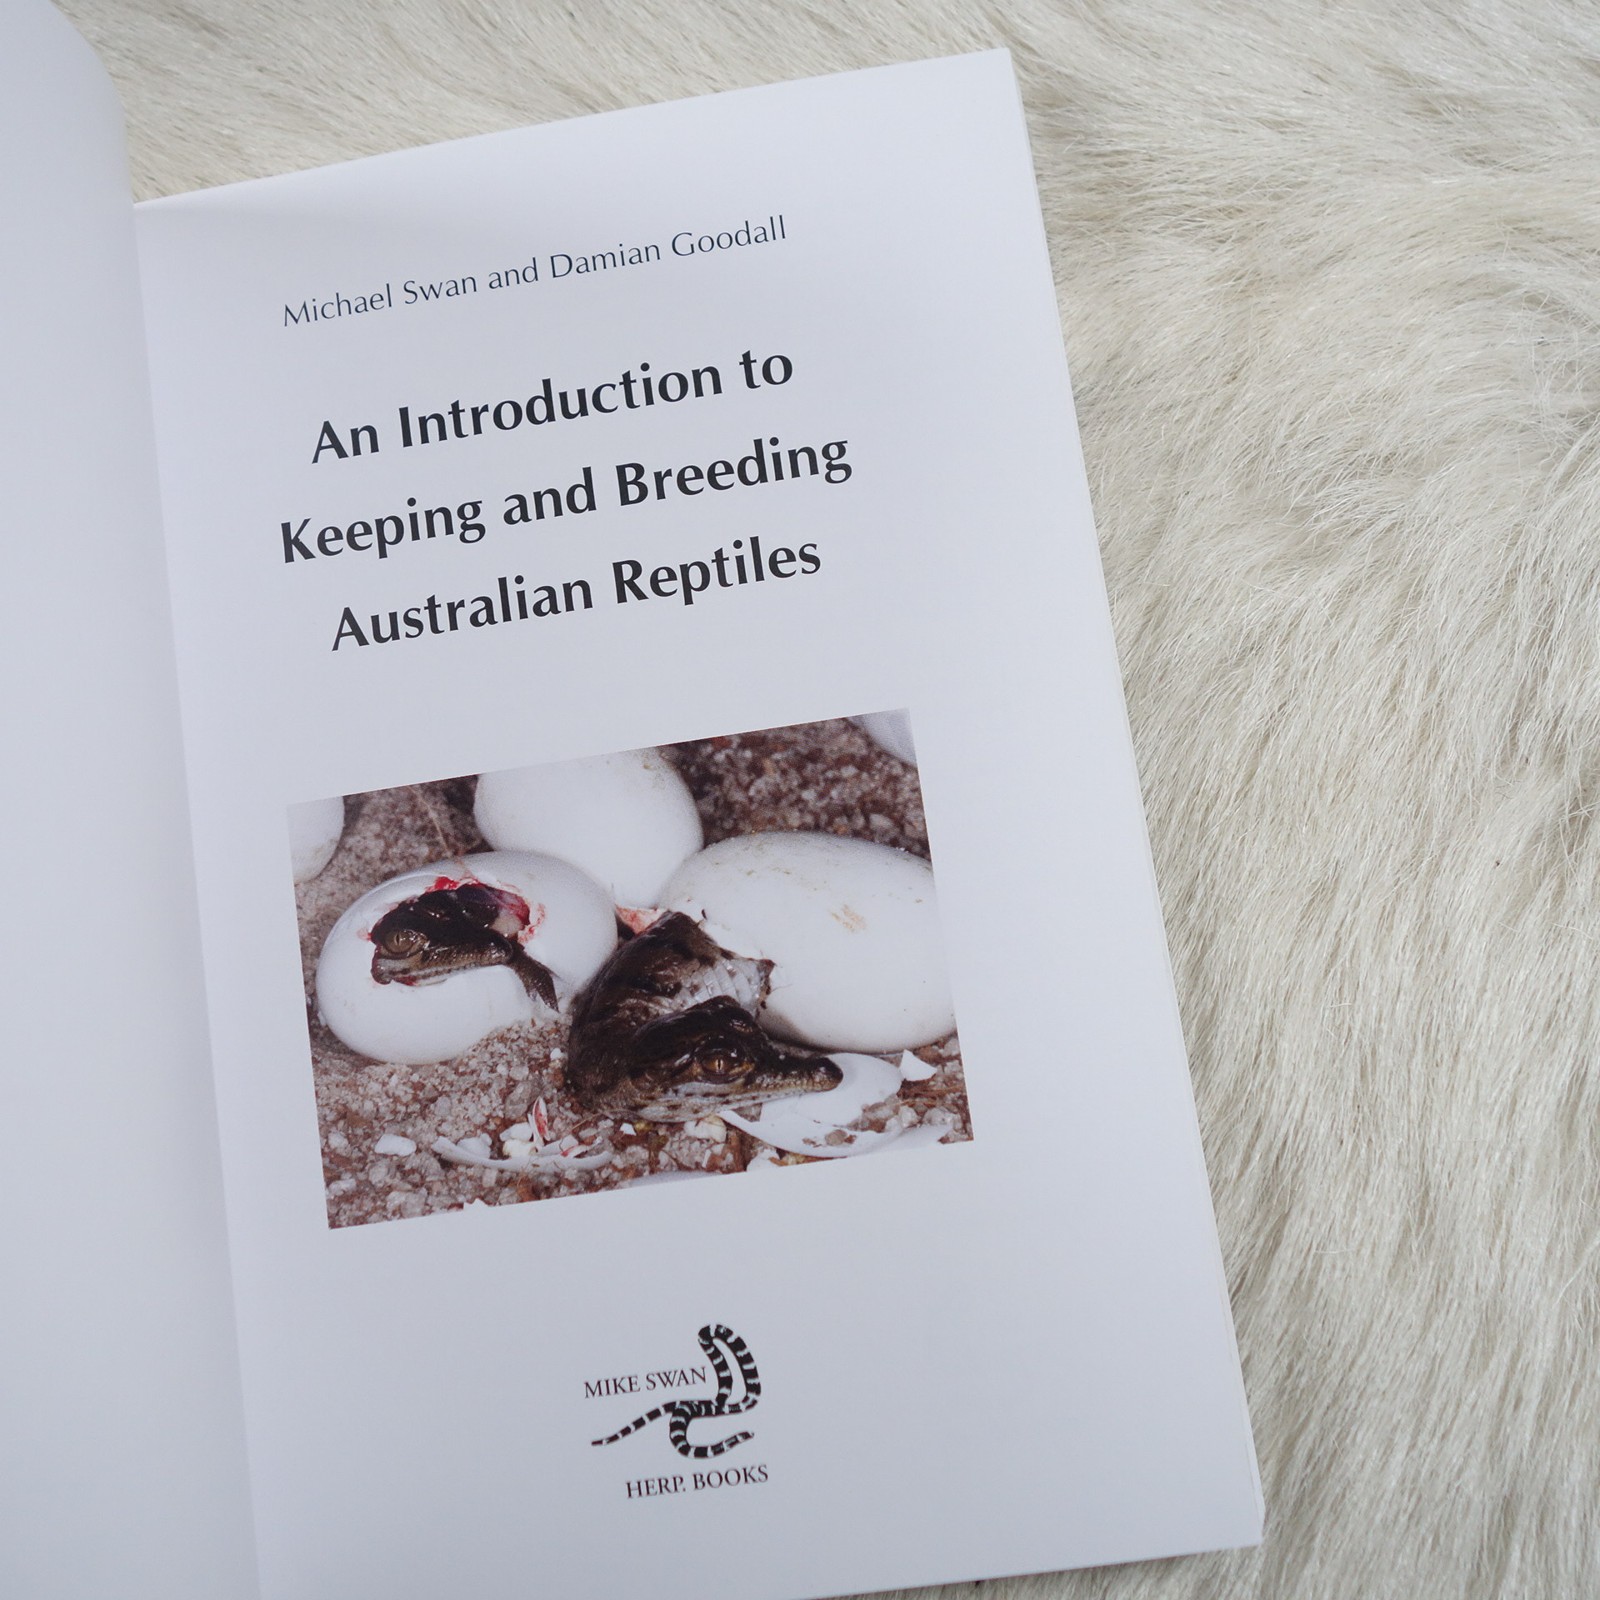 Michael Swan and Damian Goodall
An Introduction to
Keeping and Breeding
Australian Reptiles
MIKE SWAN
HERP. BOOKS